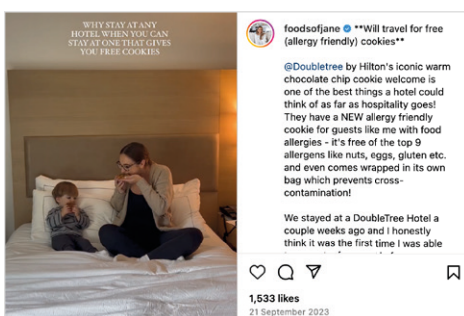 WHY STAY AT ANY
HOTEL WHEN YOU CAN
STAY AT ONE THAT GIVES
YOU FREE COOKIES
foodsofjane **Will travel for free
(allergy friendly) cookies**
@Doubletree by Hilton's iconic warm
chocolate chip cookie welcome is
one of the best things a hotel could
think of as far as hospitality goes!
They have a NEW allergy friendly
cookie for guests like me with food
allergies - it's free of the top 9
allergens like nuts, eggs, gluten etc.
and even comes wrapped in its own
bag which prevents cross-
contamination!
We stayed at a DoubleTree Hotel a
couple weeks ago and I honestly
think it was the first time I was able
1,533 likes
21 September 2023